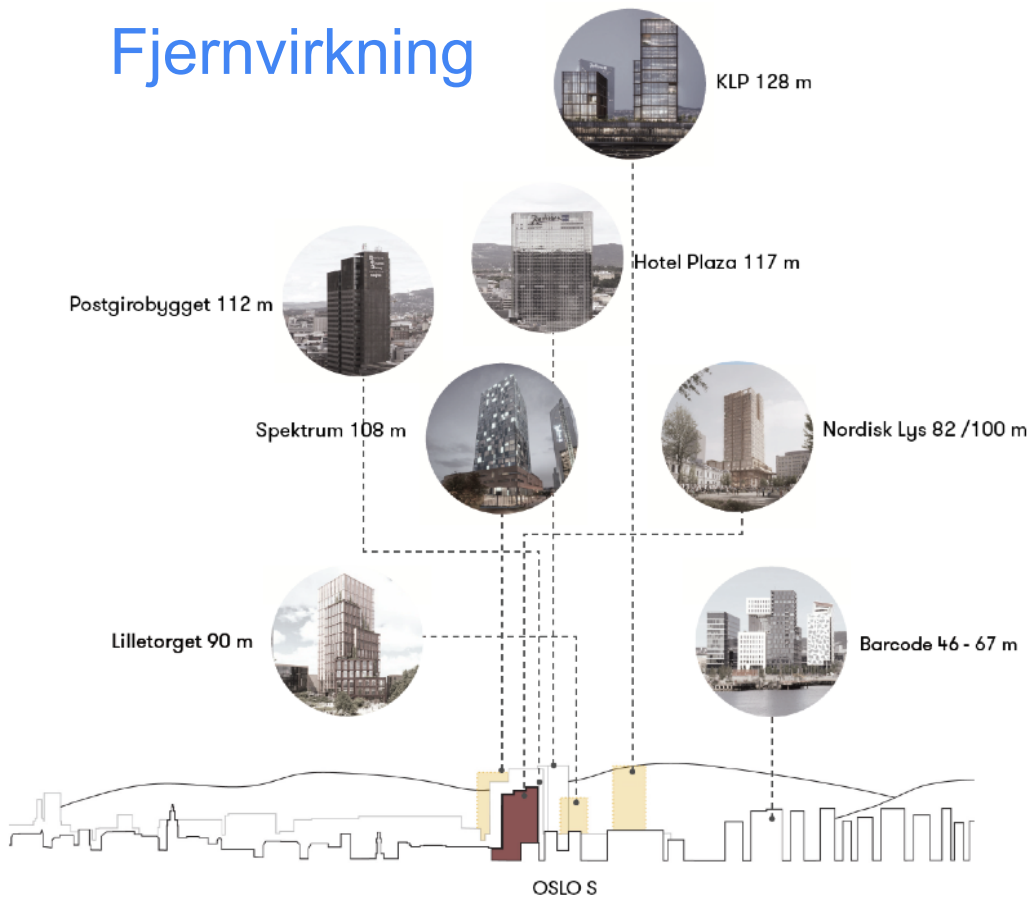 Fjernvirkning
KLP 128 m
Hotel Plaza 117 m
Postgirobygget 112 m
Spektrum 108 m
Nordisk Lys 82 /100 m
Lilletorget 90 m
Barcode 46 - 67 m
OSLO S